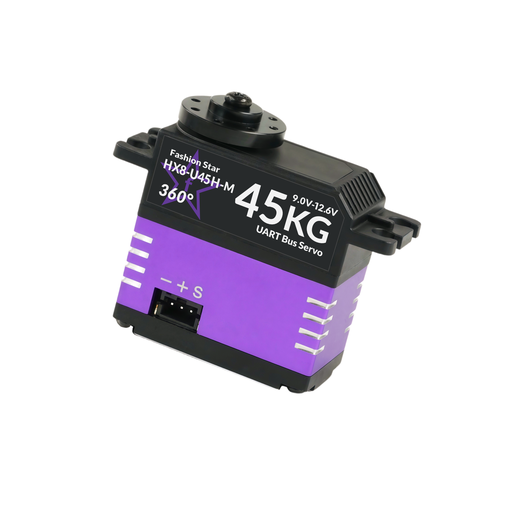 Fashion Star
HX8-U45H-M
360°
45KG
9.0V-12.6V
UART Bus Servo
− + S